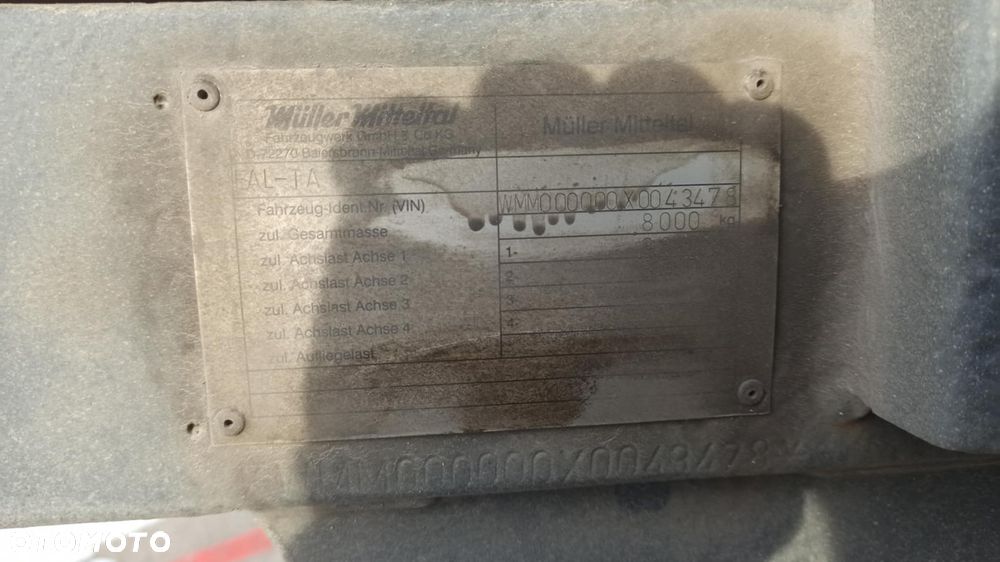 Müller Mitteltal
Fahrzeugwerk GmbH & Co KG
D-72270 Baiersbronn-Mitteltal Germany
Müller Mitteltal
AL-TA
Fahrzeug-Ident.Nr. (VIN) WMM000000X0043478
zul. Gesamtmasse 8000 kg
zul. Achslast Achse 1 1-
zul. Achslast Achse 2 2-
zul. Achslast Achse 3 3-
zul. Achslast Achse 4 4-
zul. Aufliegelast
OTOMOTO